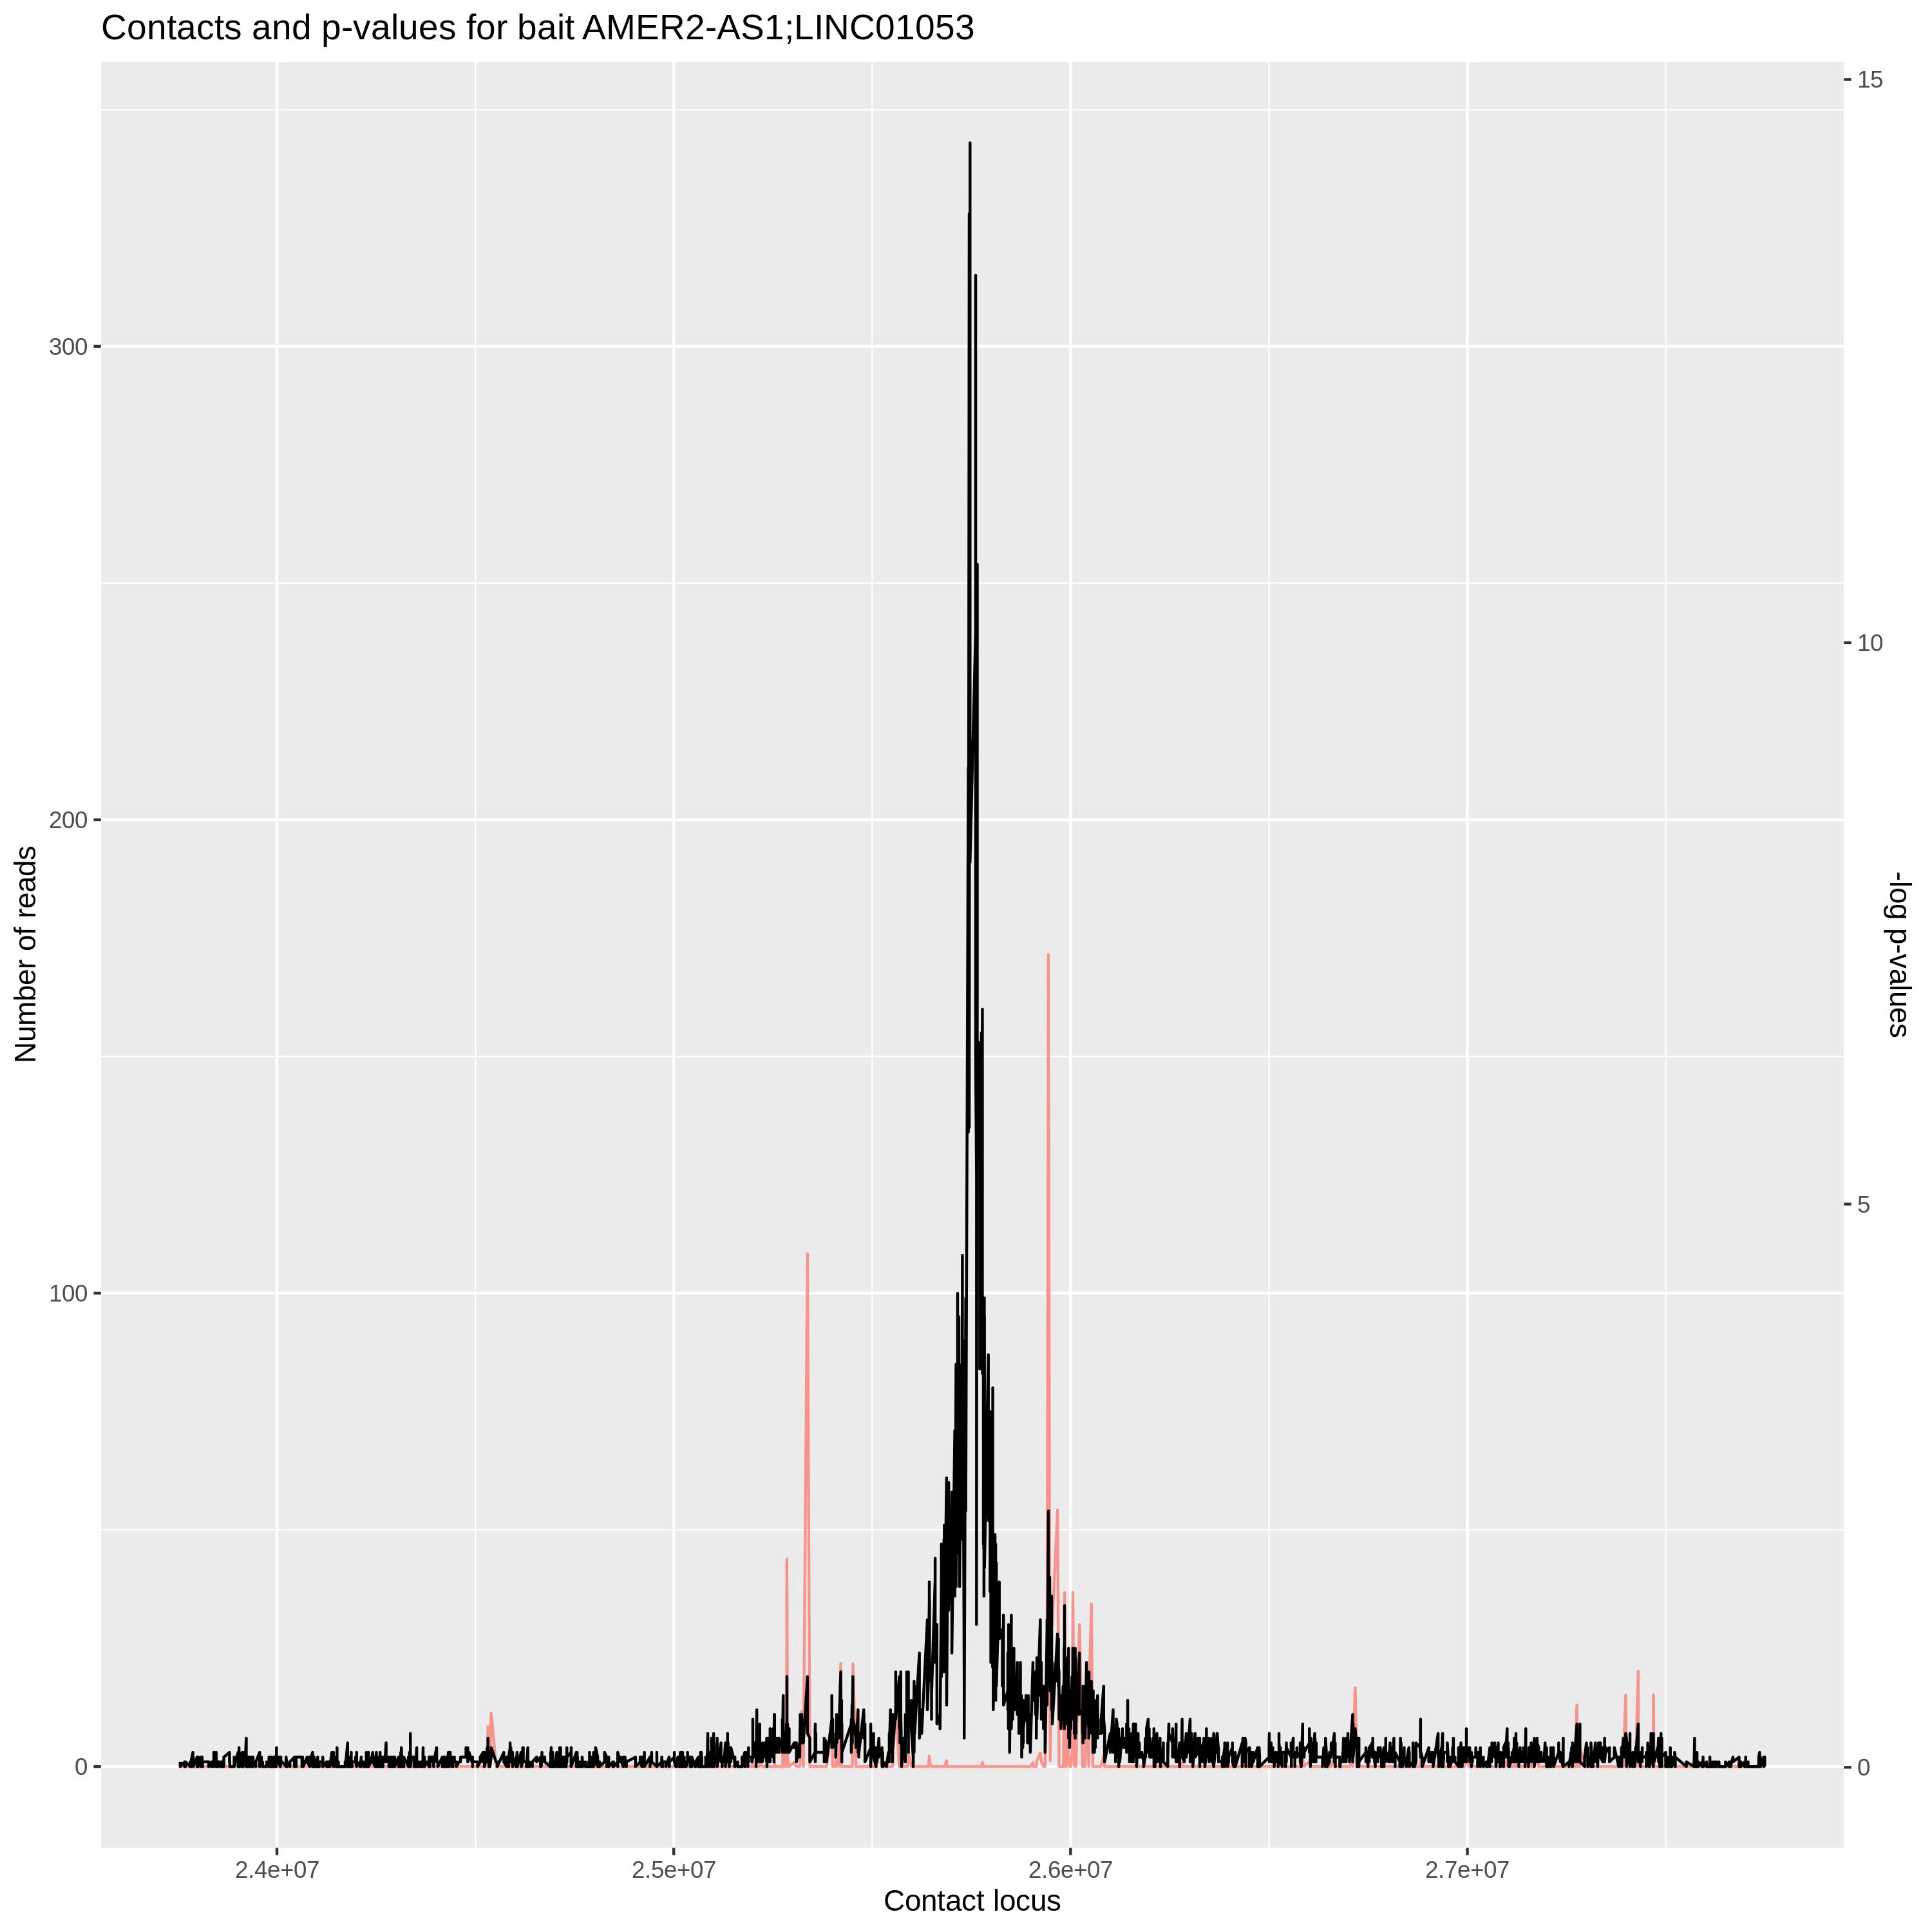 Contacts and p-values for bait AMER2-AS1;LINC01053
15
300
10
200
Number of reads
-log p-values
5
100
0
0
2.4e+07
2.5e+07
2.6e+07
2.7e+07
Contact locus